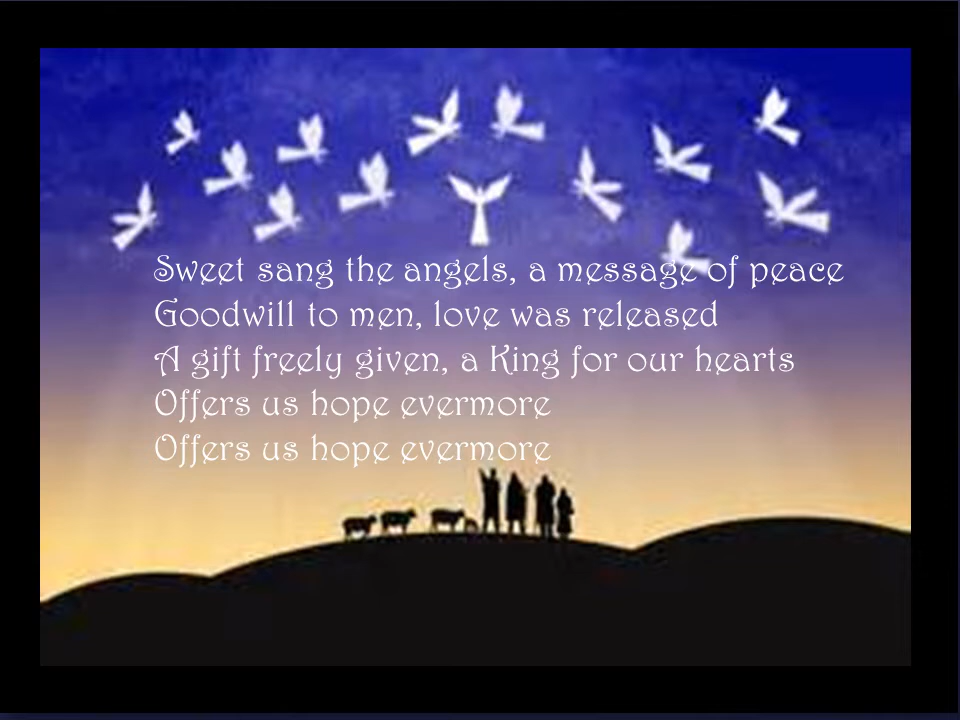 Sweet sang the angels, a message of peace
Goodwill to men, love was released
A gift freely given, a King for our hearts
Offers us hope evermore
Offers us hope evermore